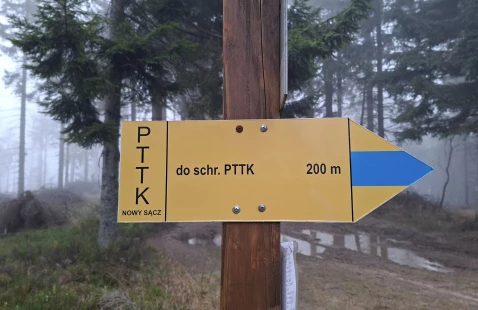 PTTK
NOWY SĄCZ
do schr. PTTK 200 m